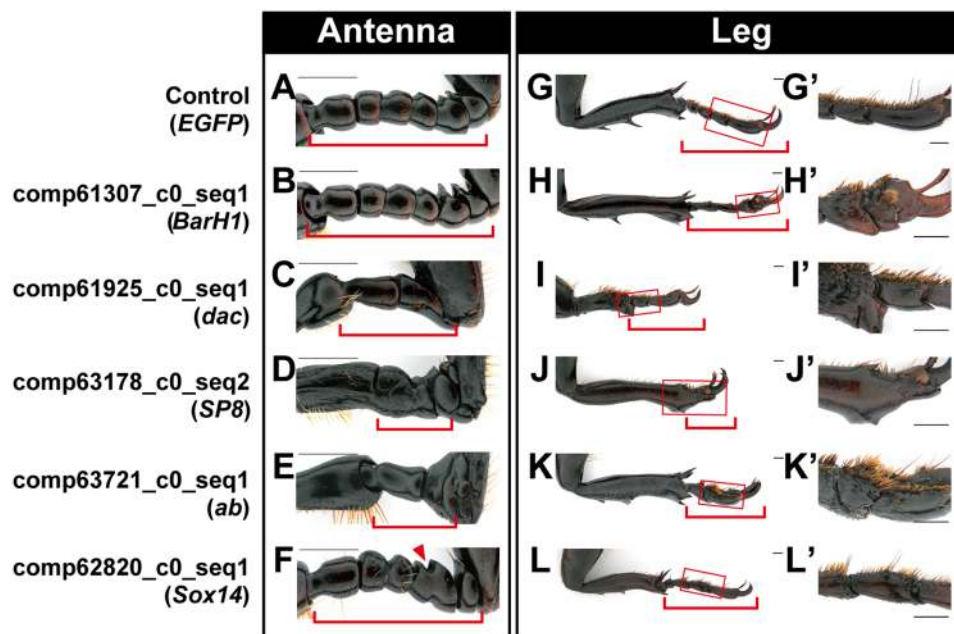 Antenna Leg
Control
(EGFP)
A G G'
comp61307_c0_seq1
(BarH1)
B H H'
comp61925_c0_seq1
(dac)
C I I'
comp63178_c0_seq2
(SP8)
D J J'
comp63721_c0_seq1
(ab)
E K K'
comp62820_c0_seq1
(Sox14)
F L L'